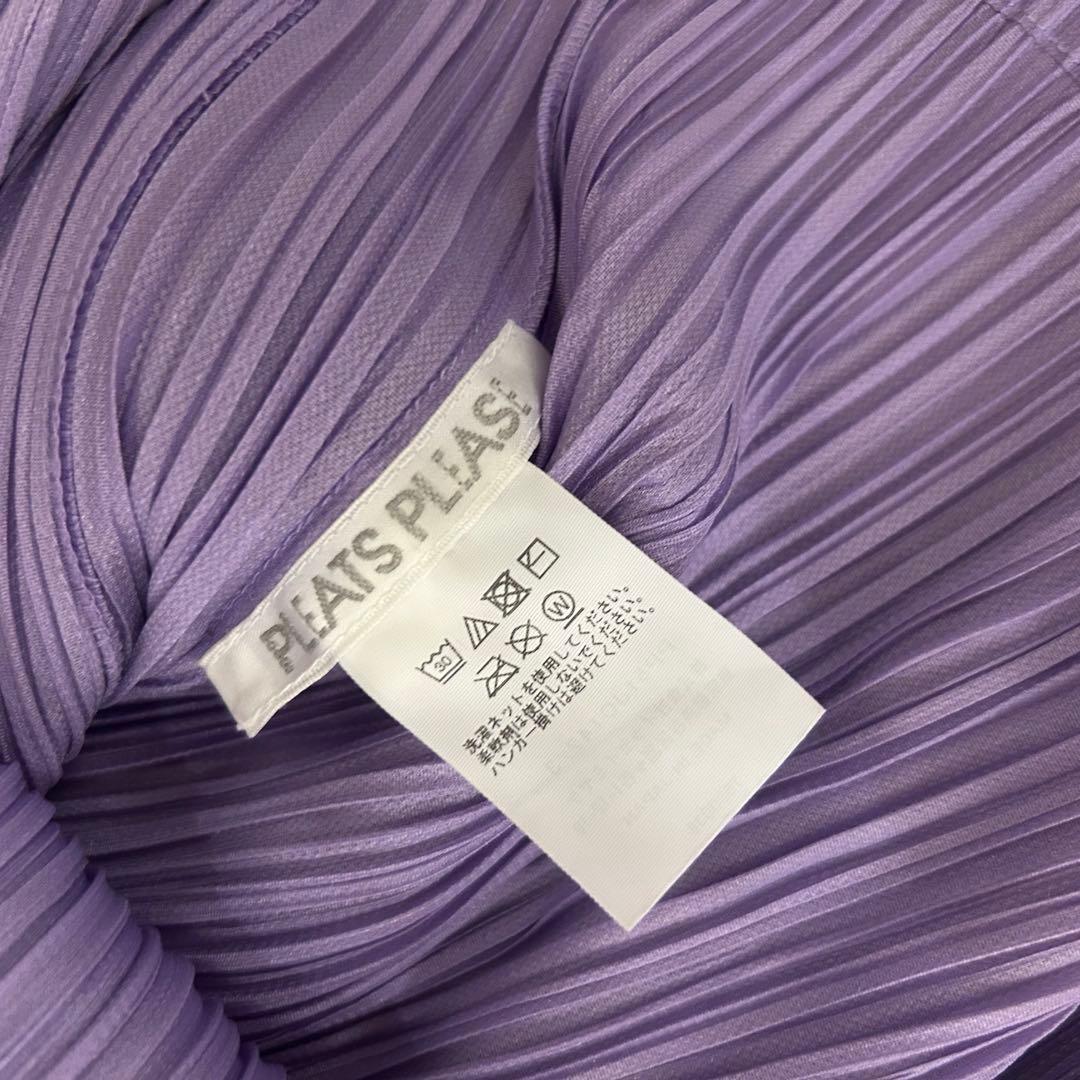 PLEATS PLEASE
30
W
洗濯ネットを使用してください。
柔軟剤は使用しないでください。
ハンガー掛けは避けてください。